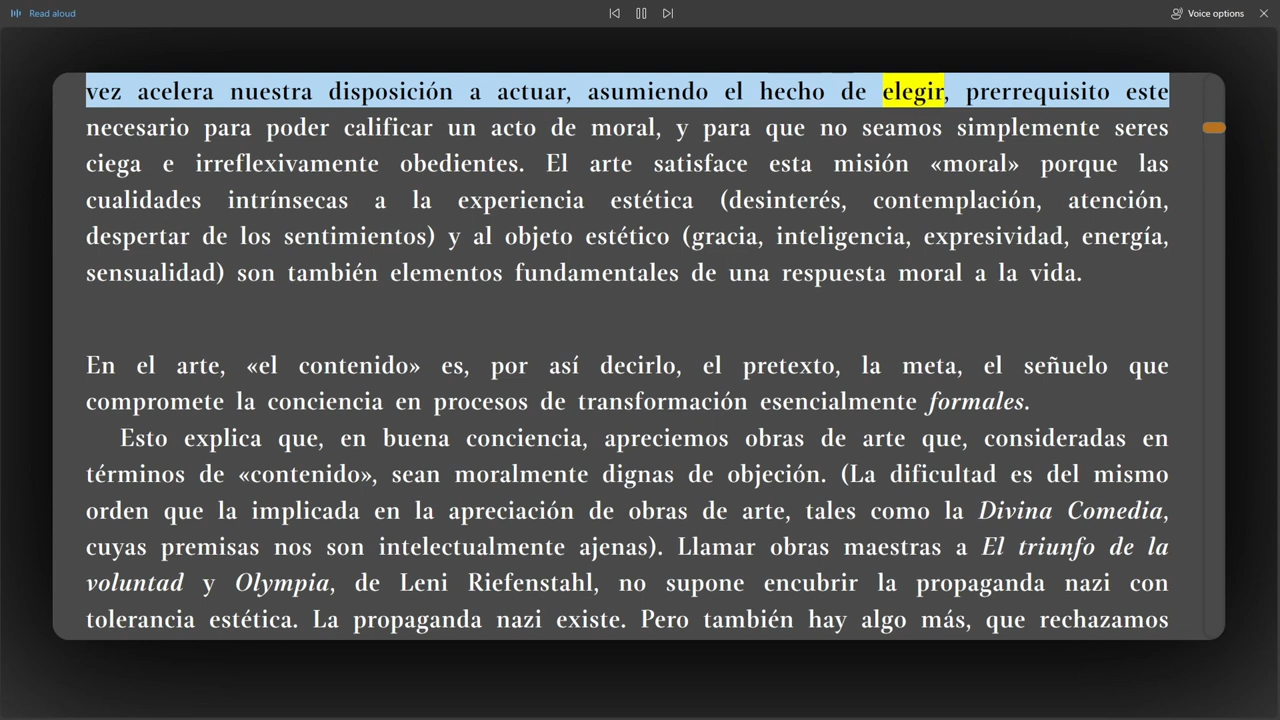 Read aloud
Voice options
vez acelera nuestra disposición a actuar, asumiendo el hecho de elegir, prerrequisito este
necesario para poder calificar un acto de moral, y para que no seamos simplemente seres
ciega e irreflexivamente obedientes. El arte satisface esta misión «moral» porque las
cualidades intrínsecas a la experiencia estética (desinterés, contemplación, atención,
despertar de los sentimientos) y al objeto estético (gracia, inteligencia, expresividad, energía,
sensualidad) son también elementos fundamentales de una respuesta moral a la vida.
En el arte, «el contenido» es, por así decirlo, el pretexto, la meta, el señuelo que
compromete la conciencia en procesos de transformación esencialmente formales.
Esto explica que, en buena conciencia, apreciemos obras de arte que, consideradas en
términos de «contenido», sean moralmente dignas de objeción. (La dificultad es del mismo
orden que la implicada en la apreciación de obras de arte, tales como la Divina Comedia,
cuyas premisas nos son intelectualmente ajenas). Llamar obras maestras a El triunfo de la
voluntad y Olympia, de Leni Riefenstahl, no supone encubrir la propaganda nazi con
tolerancia estética. La propaganda nazi existe. Pero también hay algo más, que rechazamos